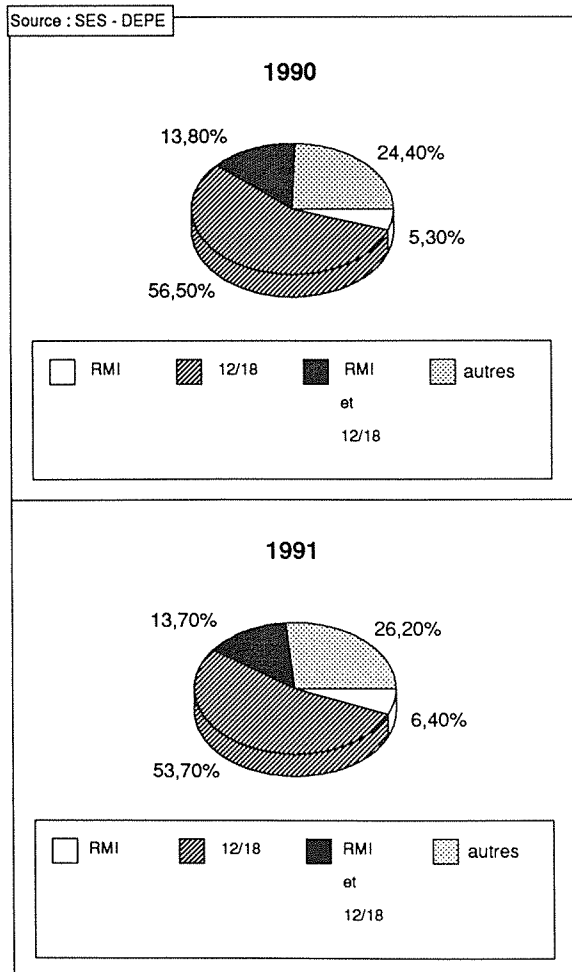 Source : SES - DEPE
1990
13,80%
24,40%
5,30%
56,50%
RMI
12/18
RMI
et
12/18
autres
1991
13,70%
26,20%
6,40%
53,70%
RMI
12/18
RMI
et
12/18
autres